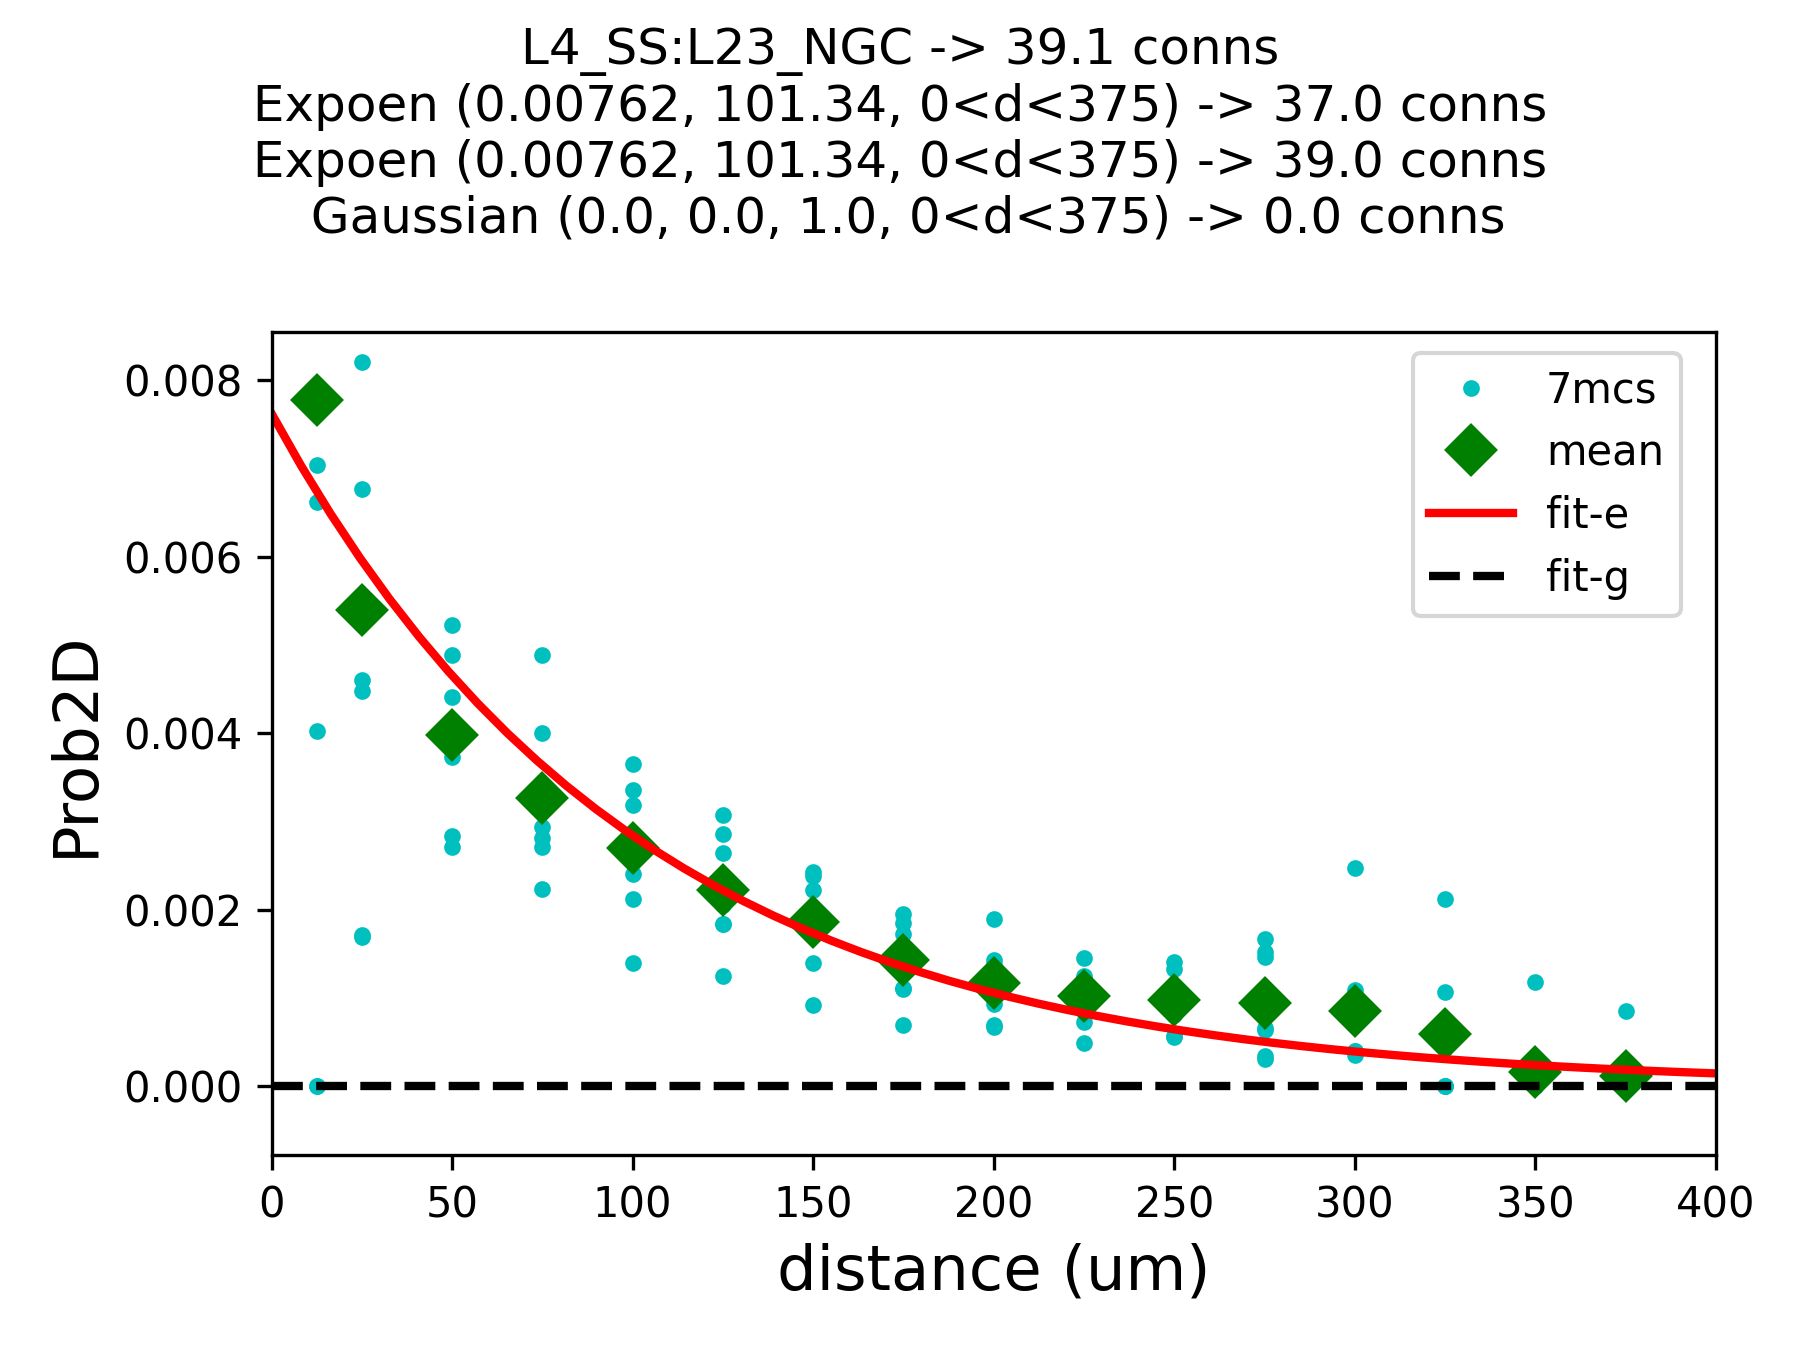 L4_SS:L23_NGC -> 39.1 conns
Expoen (0.00762, 101.34, 0<d<375) -> 37.0 conns
Expoen (0.00762, 101.34, 0<d<375) -> 39.0 conns
Gaussian (0.0, 0.0, 1.0, 0<d<375) -> 0.0 conns
7mcs
mean
fit-e
fit-g
Prob2D
0.008
0.006
0.004
0.002
0.000
0 50 100 150 200 250 300 350 400
distance (um)